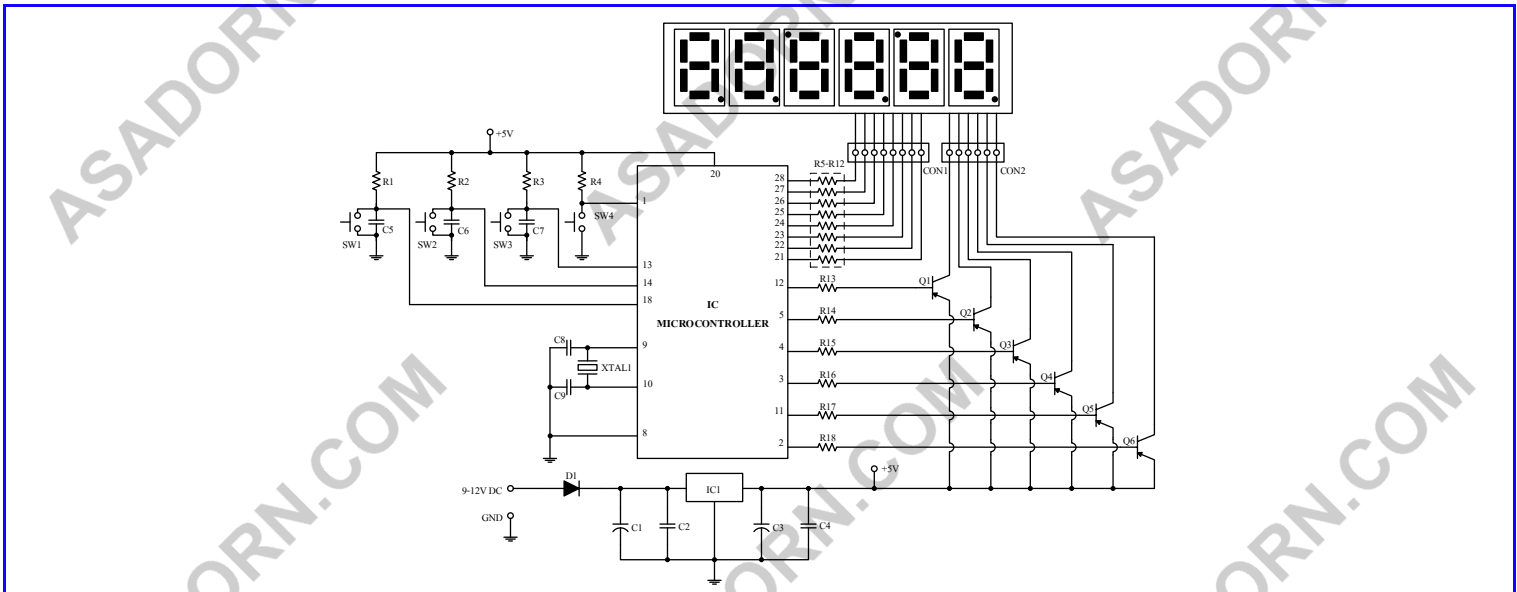 ASADORN.COM
ASADORN.COM
ASADORN.COM
+5V
R1
R2
R3
R4
C5
C6
C7
SW1
SW2
SW3
SW4
20
1
13
14
18
9
10
8
IC
MICROCONTROLLER
28
27
26
25
24
23
22
21
12
5
4
3
11
2
R5-R12
CON1
CON2
R13
R14
R15
R16
R17
R18
Q1
Q2
Q3
Q4
Q5
Q6
C8
XTAL1
C9
9-12V DC
D1
IC1
+5V
GND
C1
C2
C3
C4
ORN.COM
ORN.COM
ORN.COM